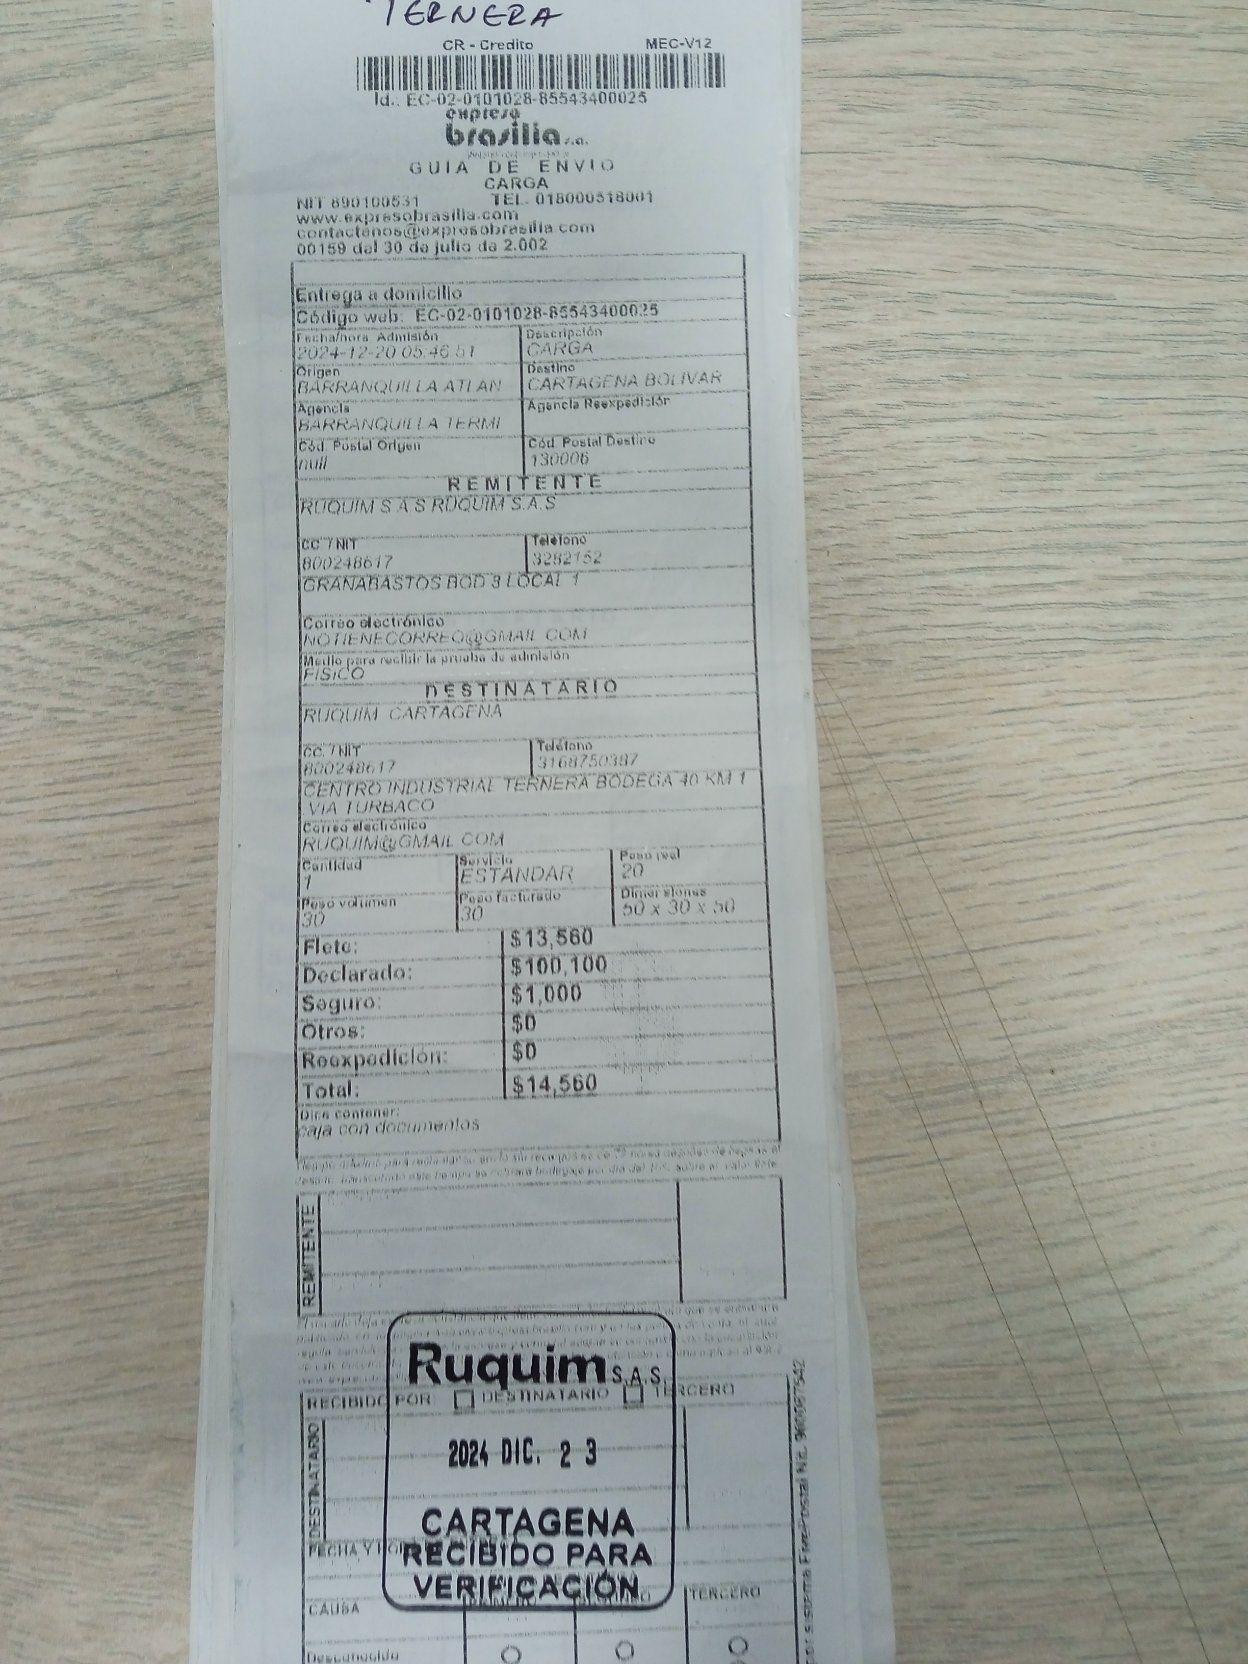 TERNERA
CR - Credito MEC-V12
Id.: EC-02-0101028-85543400025
expreso
brasilia s.a.
GUIA DE ENVIO
CARGA
NIT 890100531 TEL. 018000518001
www.expresobrasilia.com
contactenos@expresobrasilia.com
00159 del 30 de julio de 2.002
Entrega a domicilio
Código web: EC-02-0101028-85543400025
Fecha/hora Admisión Descripción
2024-12-20 05:46:51 CARGA
Origen Destino
BARRANQUILLA ATLAN CARTAGENA BOLIVAR
Agencia Agencia Reexpedición
BARRANQUILLA TERMI
Cód. Postal Origen Cód. Postal Destino
null 130006
REMITENTE
RUQUIM S A S RUQUIM S.A.S
CC. / NIT Teléfono
800248617 3282152
GRANABASTOS BOD 3 LOCAL 1
Correo electrónico
NOTIENECORREO@GMAIL.COM
Medio para recibir la prueba de admisión
FISICO
DESTINATARIO
RUQUIM CARTAGENA
CC. / NIT Teléfono
800248617 3168750387
CENTRO INDUSTRIAL TERNERA BODEGA 40 KM 1
VIA TURBACO
Correo electrónico
RUQUIM@GMAIL.COM
Cantidad Servicio Peso real
1 ESTANDAR 20
Peso volumen Peso facturado Dimensiones
30 30 50 x 30 x 50
Flete: $13,560
Declarado: $100,100
Seguro: $1,000
Otros: $0
Reexpedición: $0
Total: $14,560
Dice contener:
caja con documentos
REMITENTE
Ruquim S.A.S.
RECIBIDO POR: DESTINATARIO TERCERO
DESTINATARIO
2024 DIC. 23
CARTAGENA
FECHA Y
RECIBIDO PARA
VERIFICACIÓN
CAUSA TERCERO
Desconocido